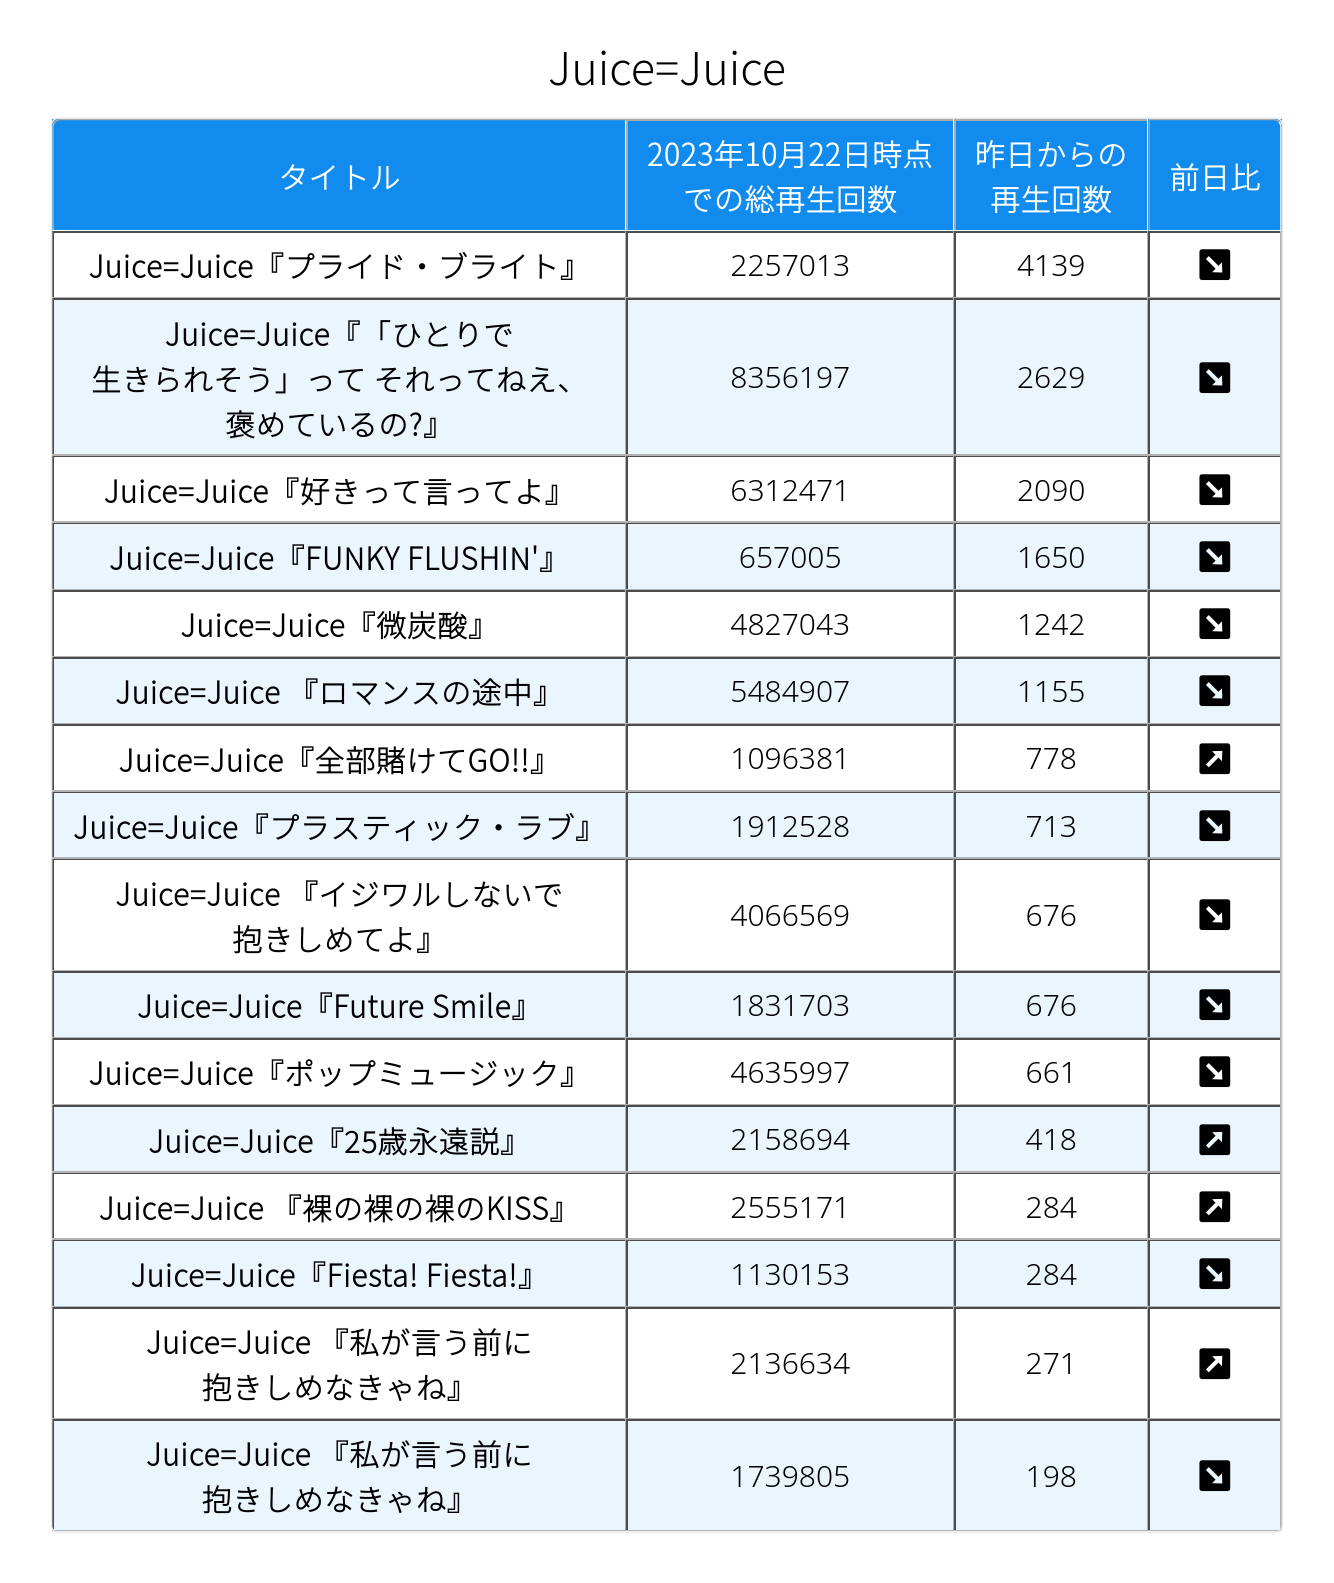 Juice=Juice
タイトル
2023年10月22日時点
での総再生回数
昨日からの
再生回数
前日比
Juice=Juice『プライド・ブライト』
2257013
4139
Juice=Juice『「ひとりで
生きられそう」って それってねえ、
褒めているの?』
8356197
2629
Juice=Juice『好きって言ってよ』
6312471
2090
Juice=Juice『FUNKY FLUSHIN'』
657005
1650
Juice=Juice『微炭酸』
4827043
1242
Juice=Juice 『ロマンスの途中』
5484907
1155
Juice=Juice『全部賭けてGO!!』
1096381
778
Juice=Juice『プラスティック・ラブ』
1912528
713
Juice=Juice 『イジワルしないで
抱きしめてよ』
4066569
676
Juice=Juice『Future Smile』
1831703
676
Juice=Juice『ポップミュージック』
4635997
661
Juice=Juice『25歳永遠説』
2158694
418
Juice=Juice 『裸の裸の裸のKISS』
2555171
284
Juice=Juice『Fiesta! Fiesta!』
1130153
284
Juice=Juice 『私が言う前に
抱きしめなきゃね』
2136634
271
Juice=Juice 『私が言う前に
抱きしめなきゃね』
1739805
198